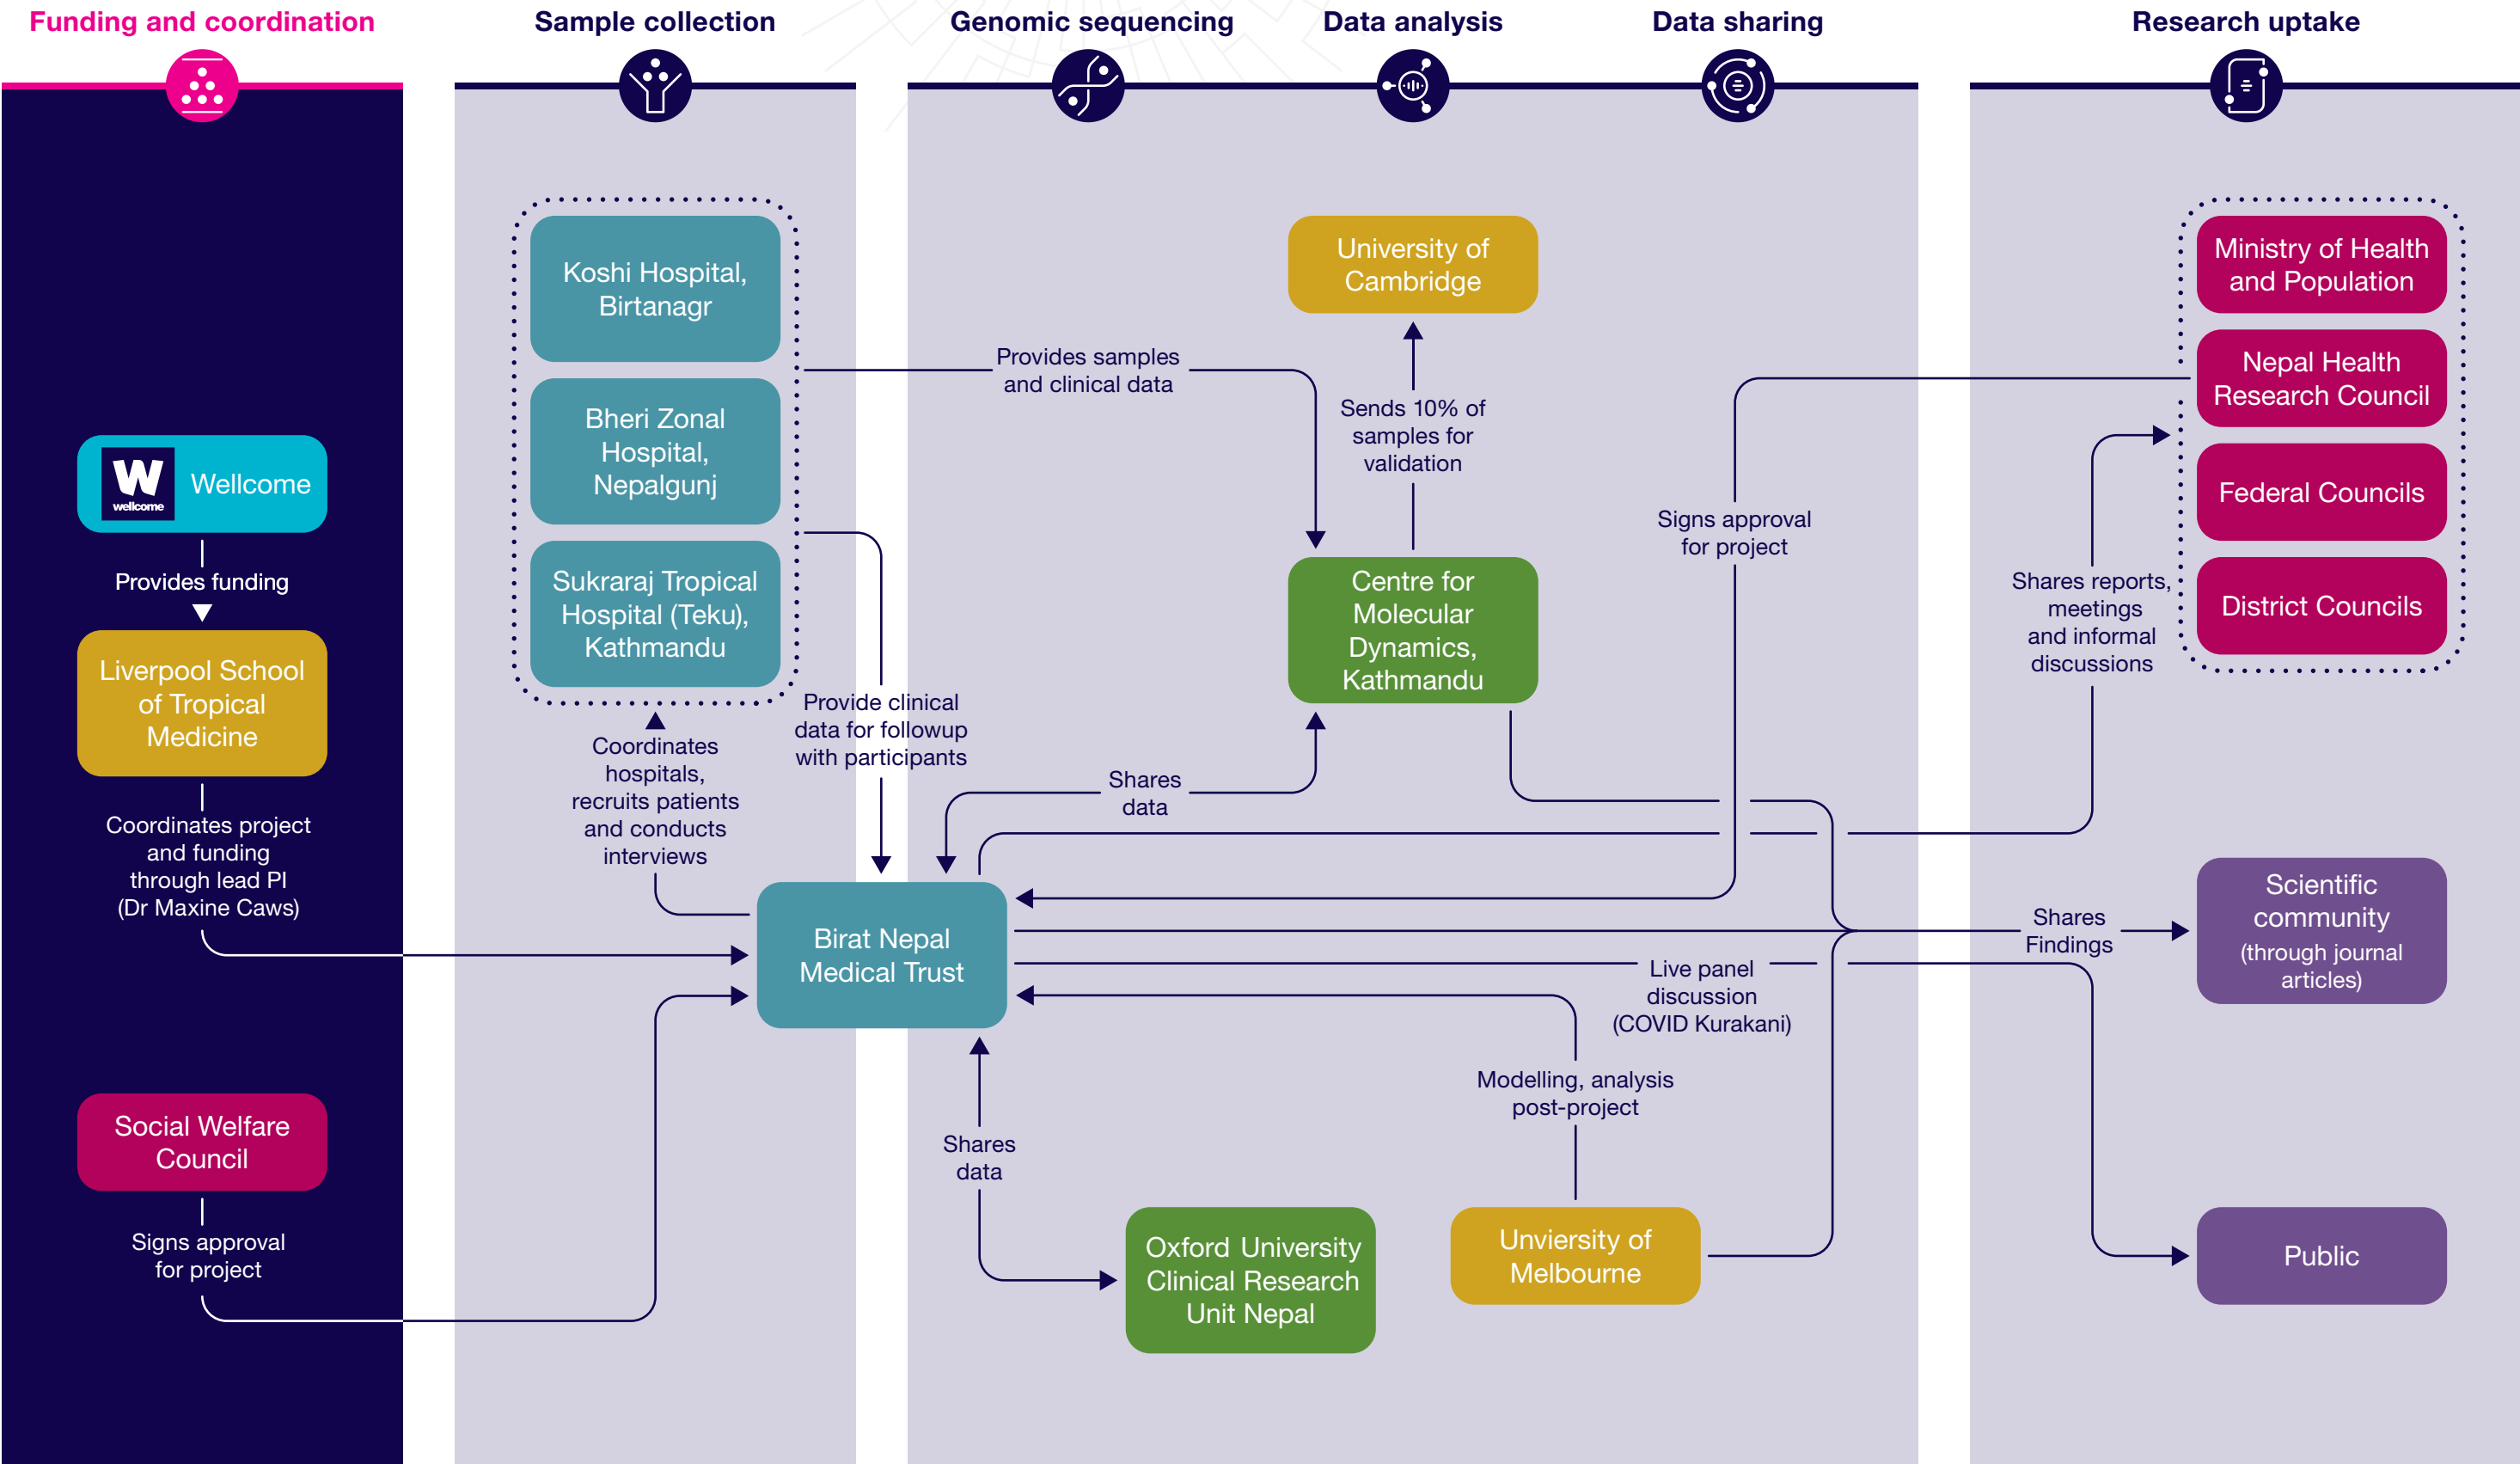 Funding and coordination
Sample collection
Genomic sequencing
Data analysis
Data sharing
Research uptake
W
wellcome
Wellcome
Provides funding
Liverpool School
of Tropical
Medicine
Coordinates project
and funding
through lead PI
(Dr Maxine Caws)
Social Welfare
Council
Signs approval
for project
Koshi Hospital,
Birtanagr
Bheri Zonal
Hospital,
Nepalgunj
Sukraraj Tropical
Hospital (Teku),
Kathmandu
Coordinates
hospitals,
recruits patients
and conducts
interviews
Provide clinical
data for followup
with participants
Birat Nepal
Medical Trust
Provides samples
and clinical data
University of
Cambridge
Sends 10% of
samples for
validation
Centre for
Molecular
Dynamics,
Kathmandu
Shares
data
Signs approval
for project
Live panel
discussion
(COVID Kurakani)
Modelling, analysis
post-project
Shares
data
Oxford University
Clinical Research
Unit Nepal
Unviersity of
Melbourne
Ministry of Health
and Population
Nepal Health
Research Council
Federal Councils
District Councils
Shares reports,
meetings
and informal
discussions
Shares
Findings
Scientific
community
(through journal
articles)
Public